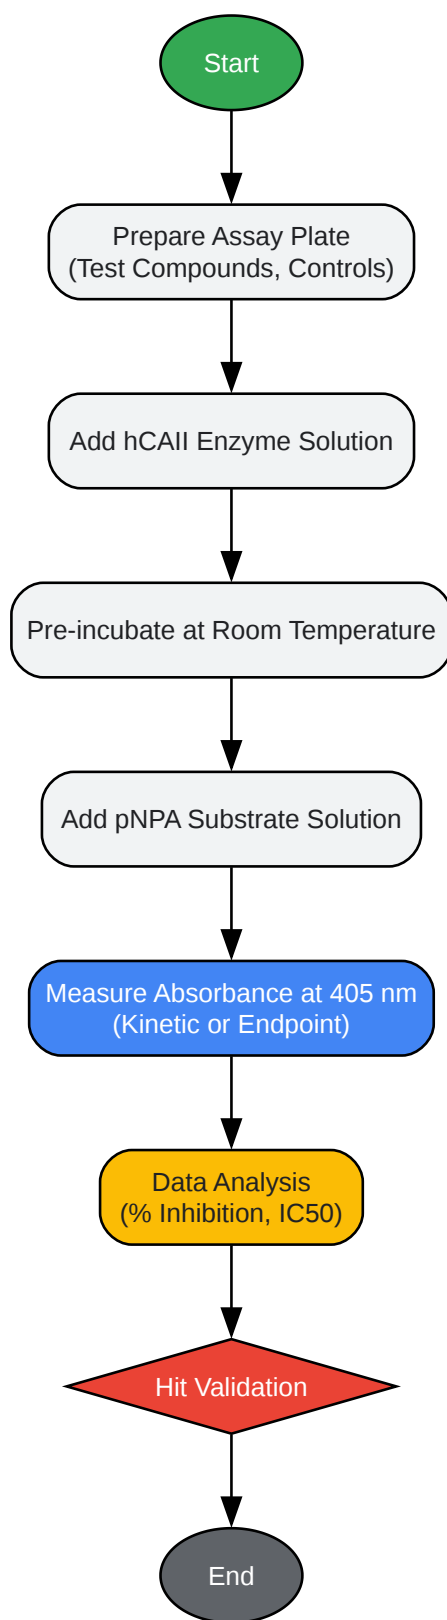 Start
Prepare Assay Plate
(Test Compounds, Controls)
Add hCAII Enzyme Solution
Pre-incubate at Room Temperature
Add pNPA Substrate Solution
Measure Absorbance at 405 nm
(Kinetic or Endpoint)
Data Analysis
(% Inhibition, IC50)
Hit Validation
End